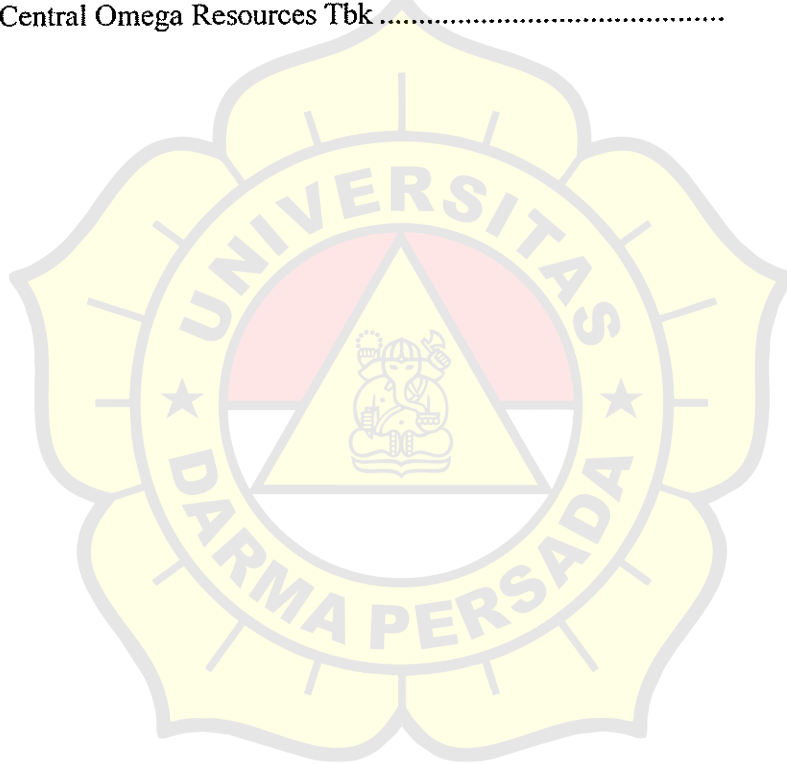 Central Omega Resources Tbk ............................................
UNIVERSITAS
DARMA PERSADA